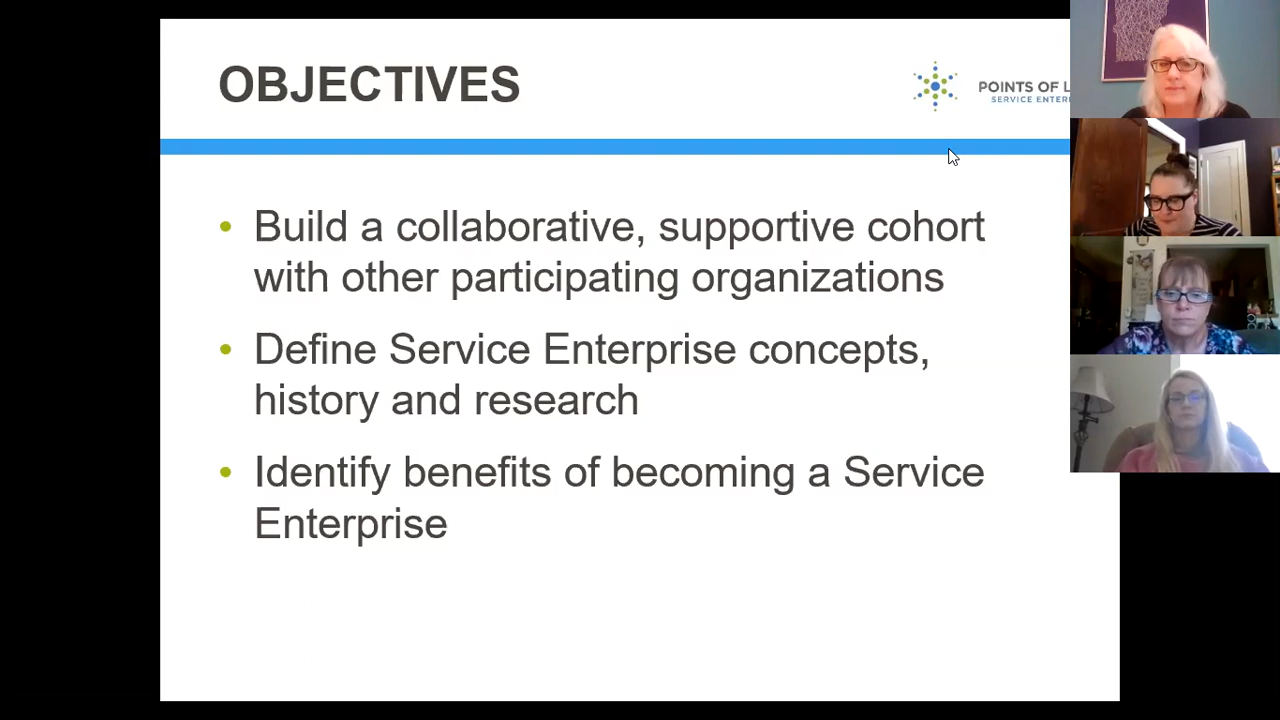 OBJECTIVES
POINTS OF
SERVICE
Build a collaborative, supportive cohort
with other participating organizations
Define Service Enterprise concepts,
history and research
Identify benefits of becoming a Service
Enterprise